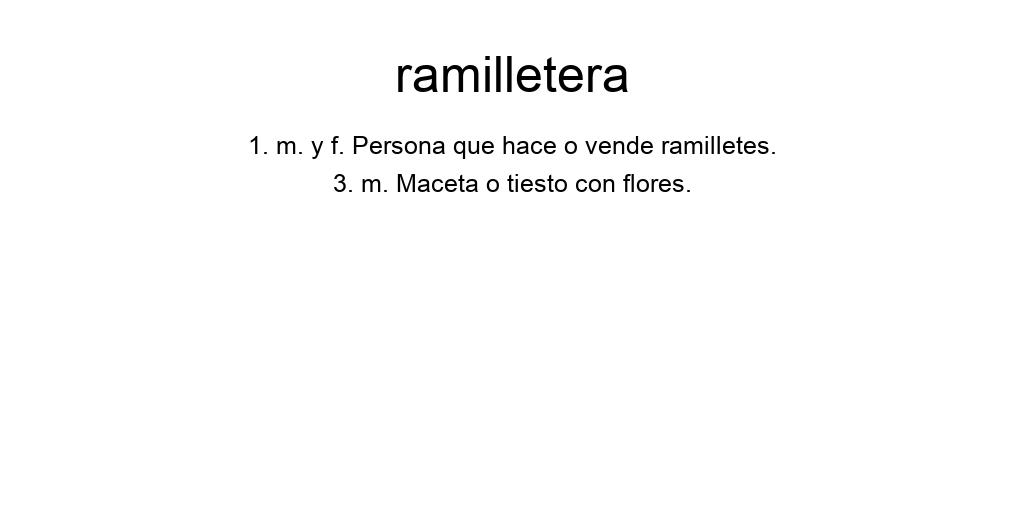 ramilletera
1. m. y f. Persona que hace o vende ramilletes.
3. m. Maceta o tiesto con flores.